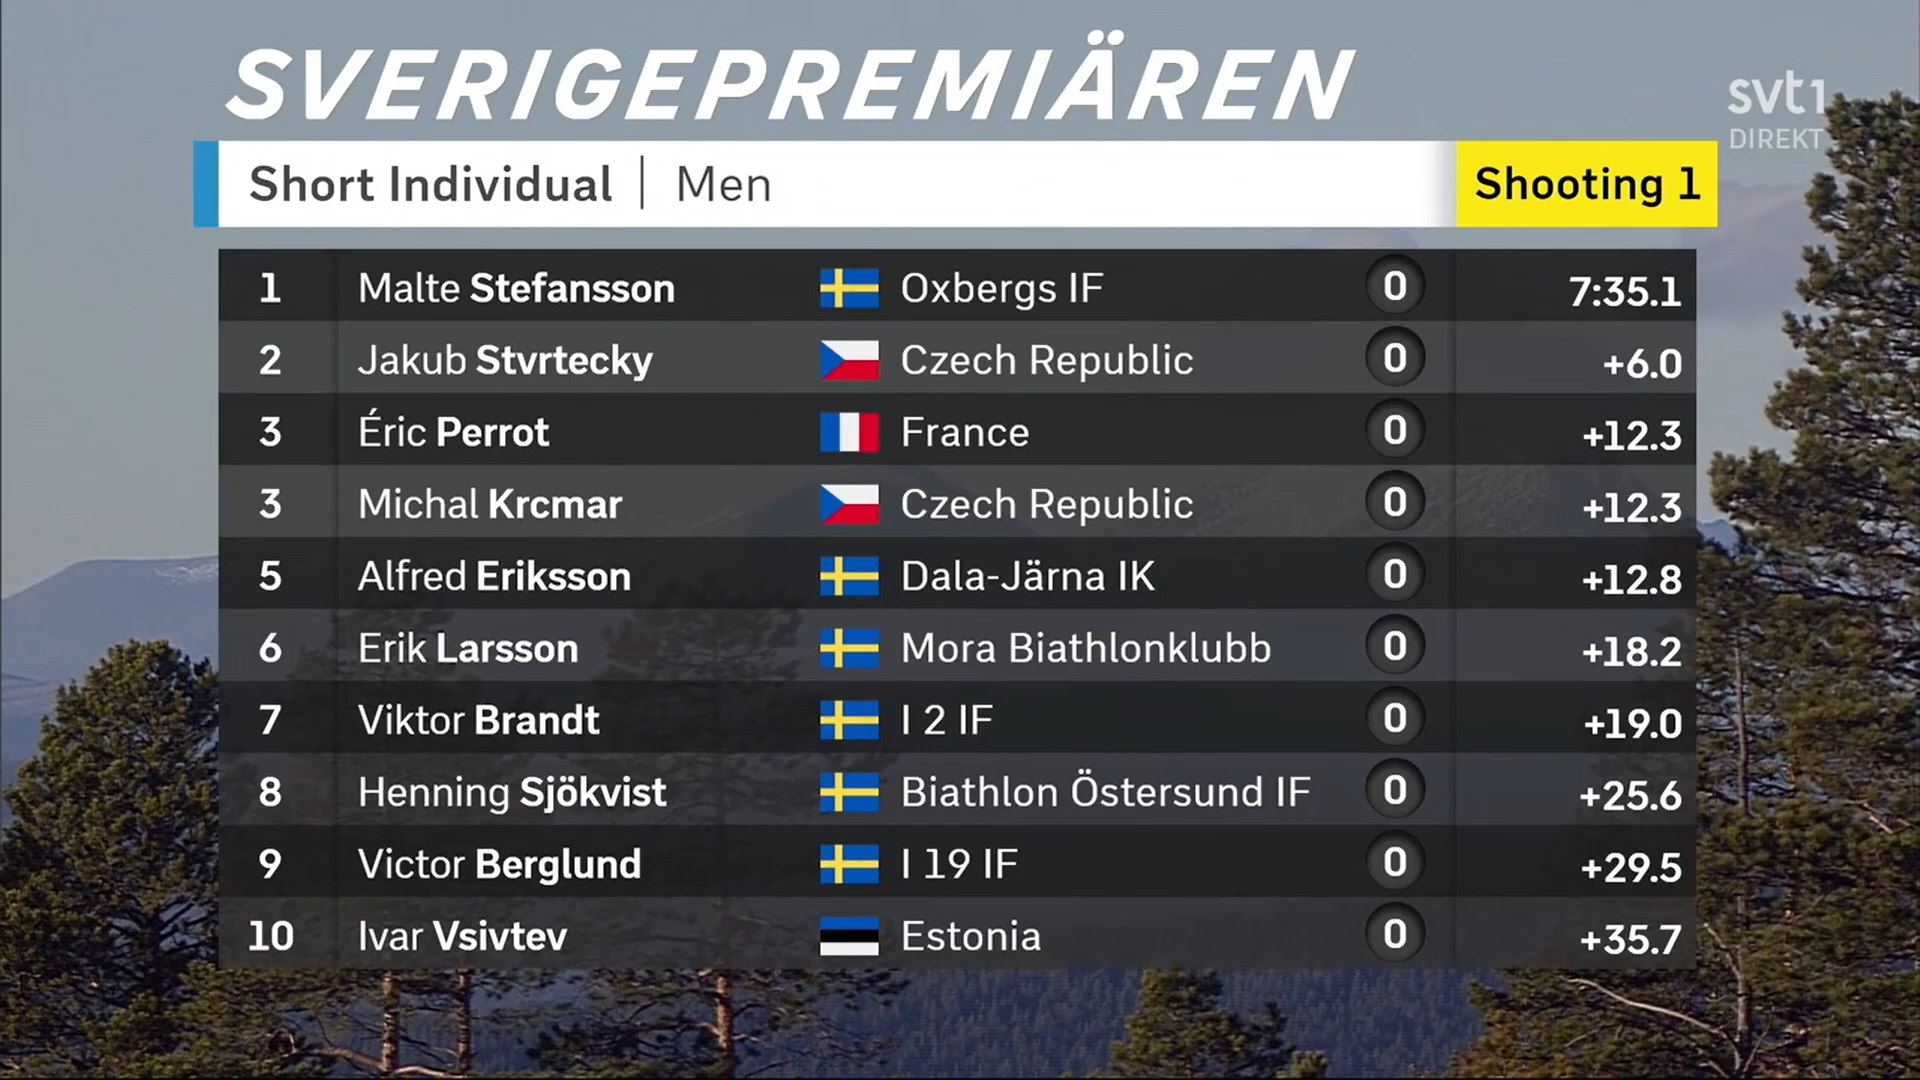 SVERIGEPREMIÄREN
svt1
DIREKT
Short Individual | Men Shooting 1
1 Malte Stefansson Oxbergs IF 0 7:35.1
2 Jakub Stvrtecky Czech Republic 0 +6.0
3 Éric Perrot France 0 +12.3
3 Michal Krcmar Czech Republic 0 +12.3
5 Alfred Eriksson Dala-Järna IK 0 +12.8
6 Erik Larsson Mora Biathlonklubb 0 +18.2
7 Viktor Brandt I 2 IF 0 +19.0
8 Henning Sjökvist Biathlon Östersund IF 0 +25.6
9 Victor Berglund I 19 IF 0 +29.5
10 Ivar Vsivtev Estonia 0 +35.7